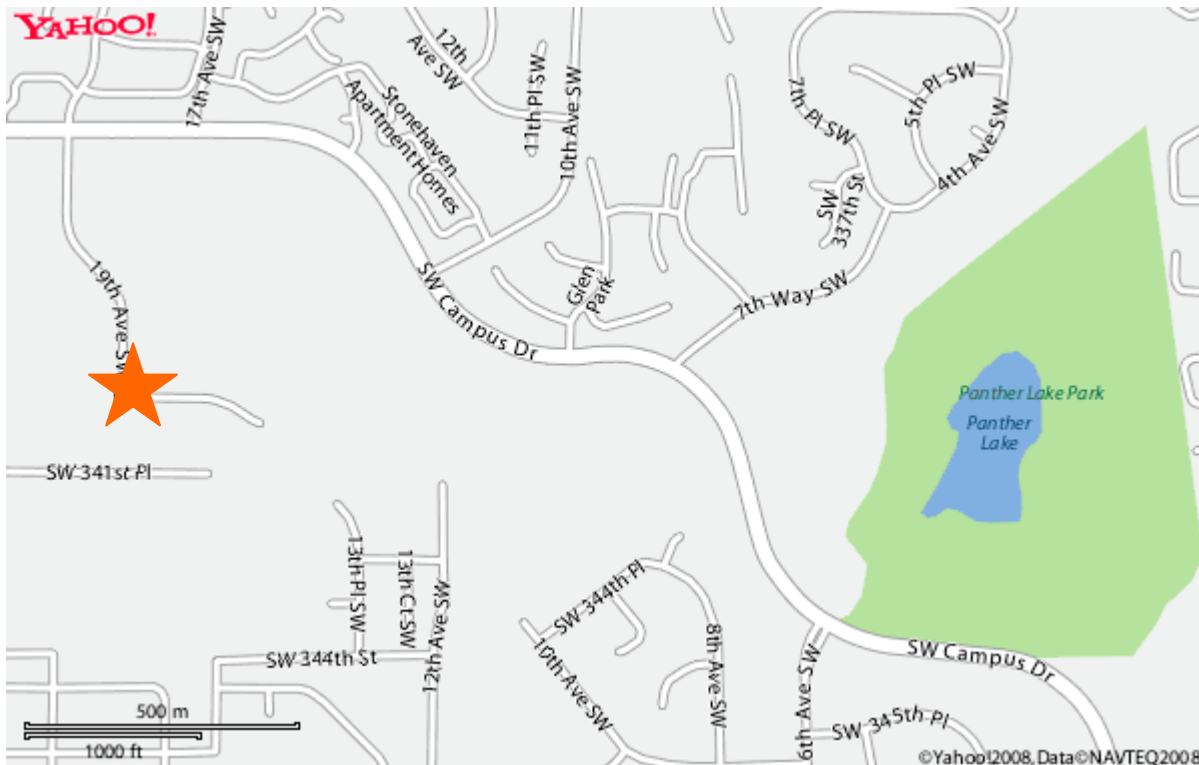 YAHOO!
17th Ave SW
12th
Ave SW
11th Pl SW
10th Ave SW
7th Pl SW
5th Pl SW
4th Ave SW
Stonehaven
Apartment Homes
SW
337th St
19th Ave SW
SW Campus Dr
Glen
Park
7th Way SW
Panther Lake Park
Panther
Lake
SW 341st Pl
13th Pl SW
13th Ct SW
12th Ave SW
SW 344th St
SW 344th Pl
10th Ave SW
8th Ave SW
6th Ave SW
SW Campus Dr
SW 345th Pl
500 m
1000 ft
©Yahoo!2008, Data©NAVTEQ2008